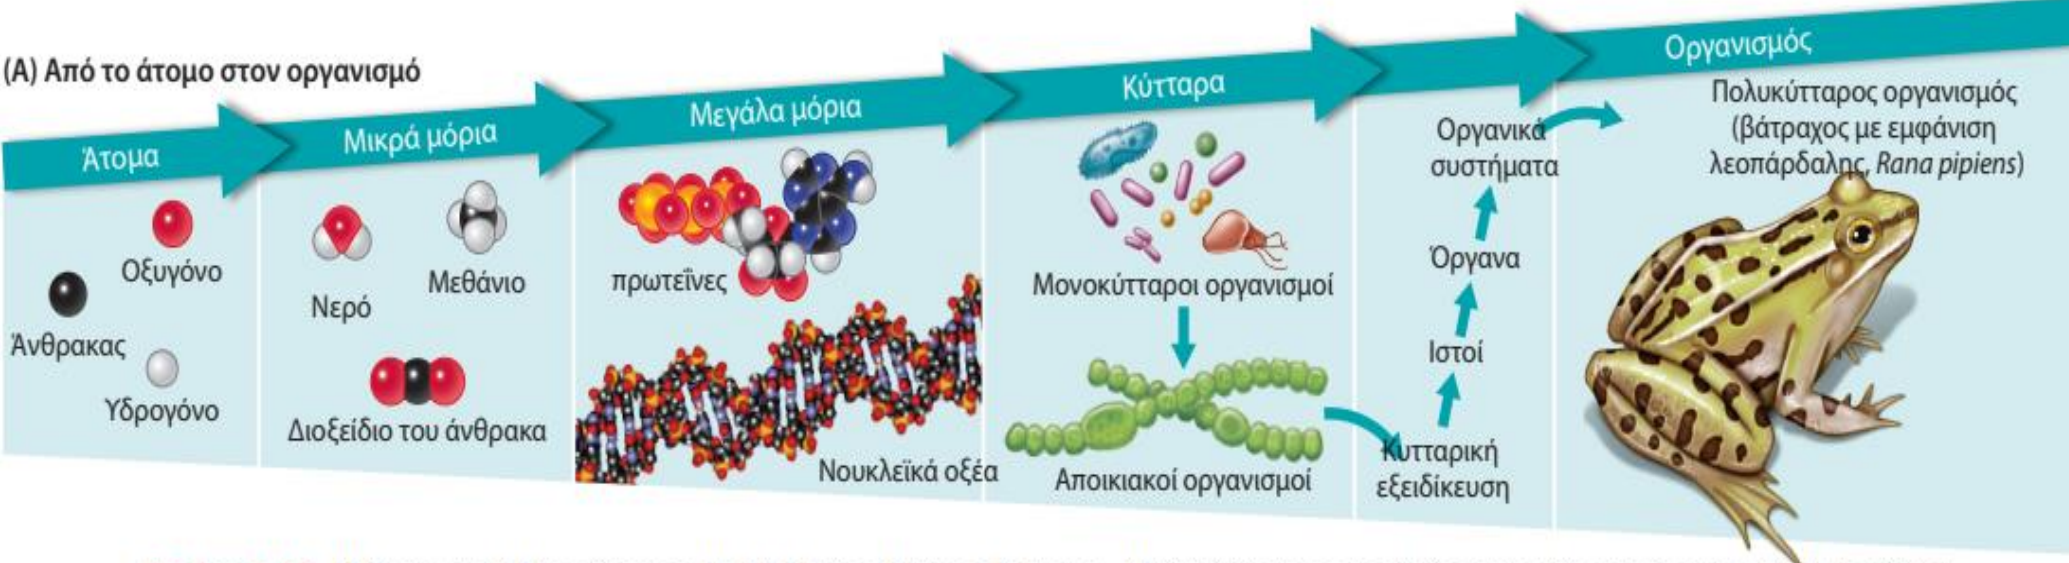 (Α) Από το άτομο στον οργανισμό
Άτομα
Μικρά μόρια
Μεγάλα μόρια
Κύτταρα
Οργανισμός
Οξυγόνο
Άνθρακας
Υδρογόνο
Νερό
Μεθάνιο
Διοξείδιο του άνθρακα
πρωτεΐνες
Νουκλεϊκά οξέα
Μονοκύτταροι οργανισμοί
Αποικιακοί οργανισμοί
Οργανικά
συστήματα
Όργανα
Ιστοί
Κυτταρική
εξειδίκευση
Πολυκύτταρος οργανισμός
(βάτραχος με εμφάνιση
λεοπάρδαλης, Rana pipiens)